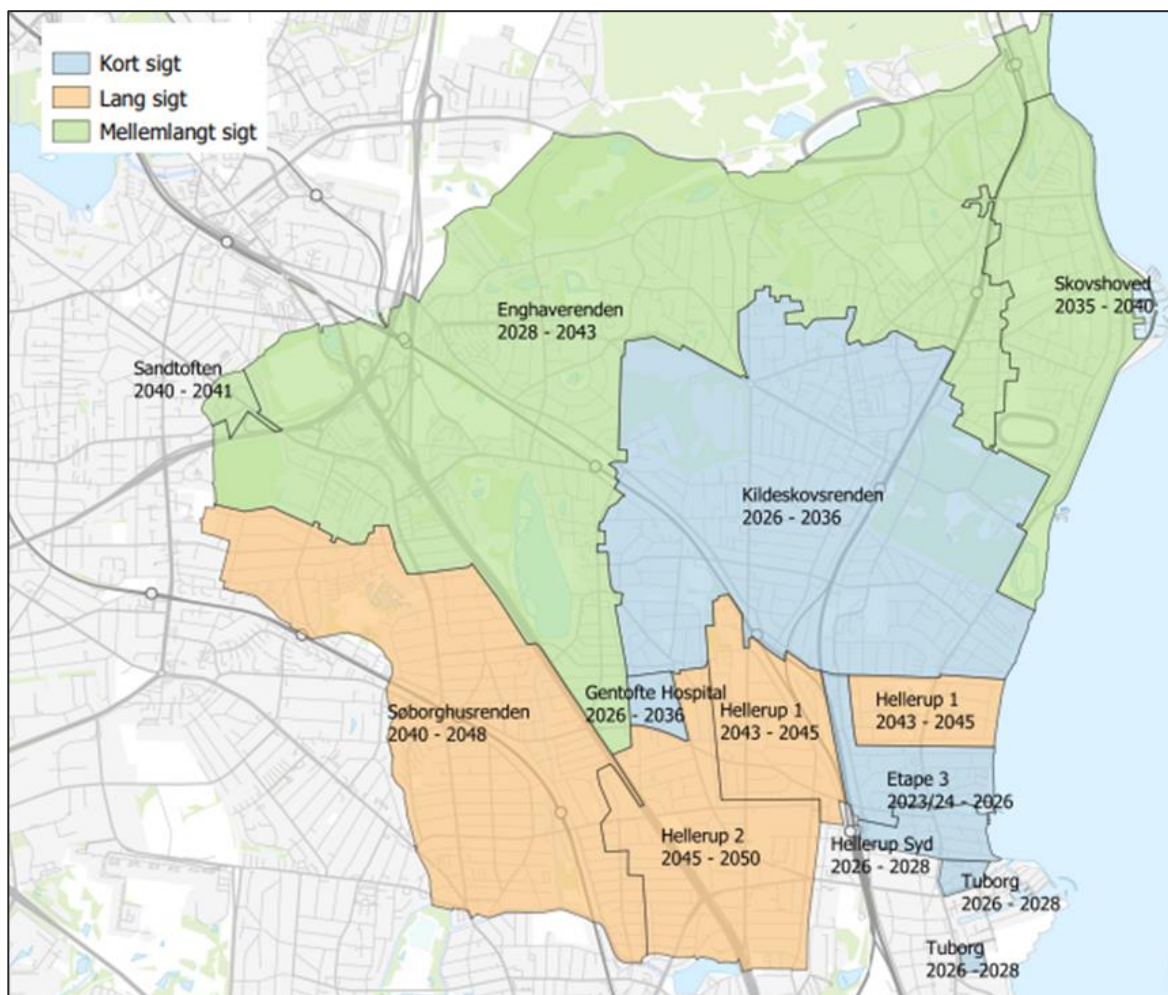 Kort sigt
Lang sigt
Mellemlangt sigt
Skovshoved
2035 - 2040
Enghaverenden
2028 - 2043
Sandtoften
2040 - 2041
Kildeskovsrenden
2026 - 2036
Gentofte Hospital
2026 - 2036
Hellerup 1
2043 - 2045
Hellerup 1
2043 - 2045
Søborghusrenden
2040 - 2048
Etape 3
2023/24 - 2026
Hellerup 2
2045 - 2050
Hellerup Syd
2026 - 2028
Tuborg
2026 - 2028
Tuborg
2026 -2028